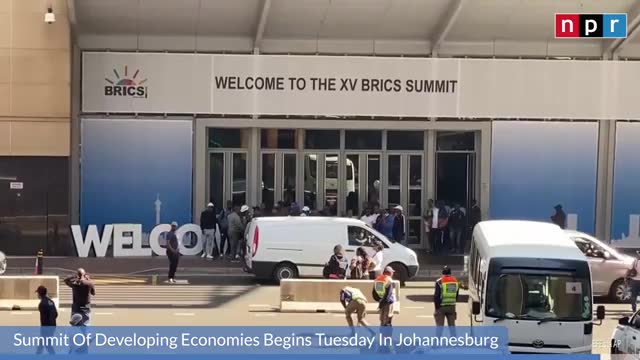 npr
BRICS
WELCOME TO THE XV BRICS SUMMIT
WELCO
Summit Of Developing Economies Begins Tuesday In Johannesburg